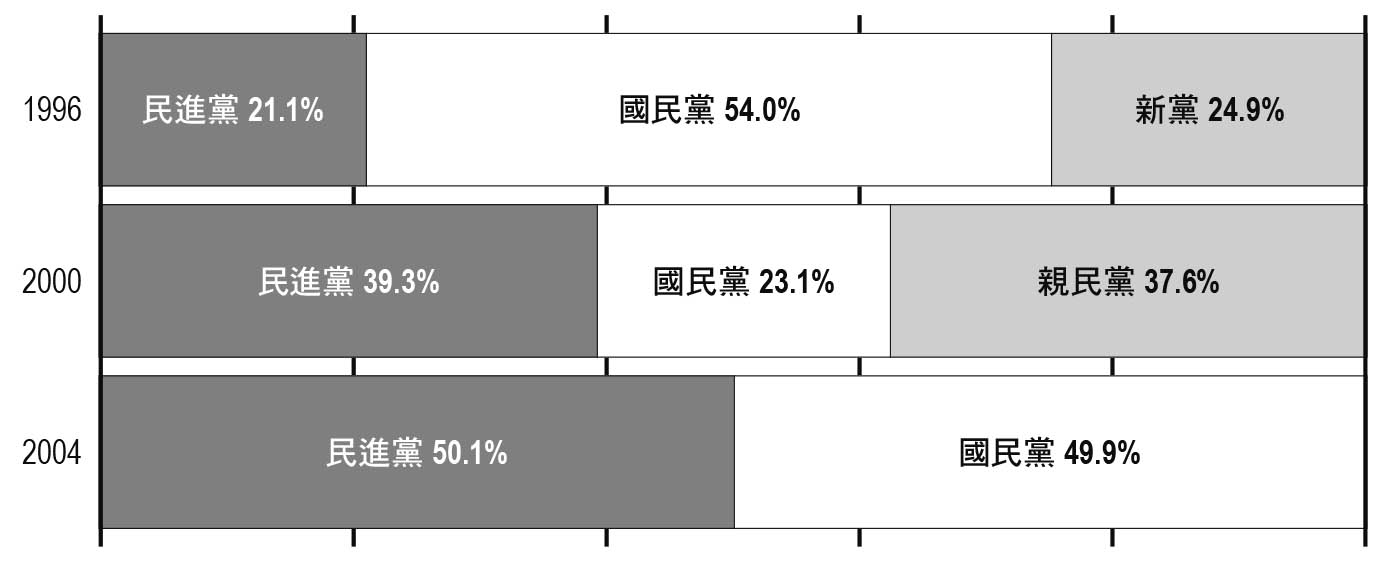 1996 民進黨 21.1% 國民黨 54.0% 新黨 24.9%
2000 民進黨 39.3% 國民黨 23.1% 親民黨 37.6%
2004 民進黨 50.1% 國民黨 49.9%